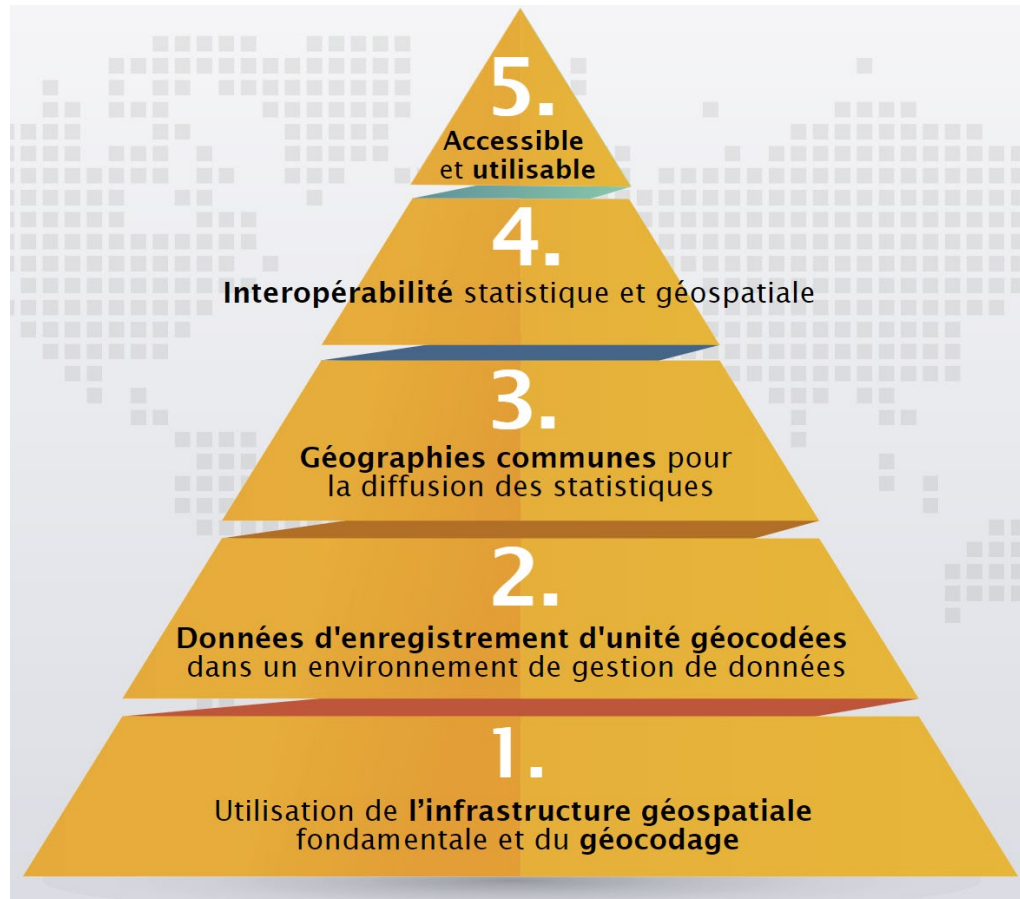 5.
Accessible
et utilisable
4.
Interopérabilité statistique et géospatiale
3.
Géographies communes pour
la diffusion des statistiques
2.
Données d'enregistrement d'unité géocodées
dans un environnement de gestion de données
1.
Utilisation de l’infrastructure géospatiale
fondamentale et du géocodage